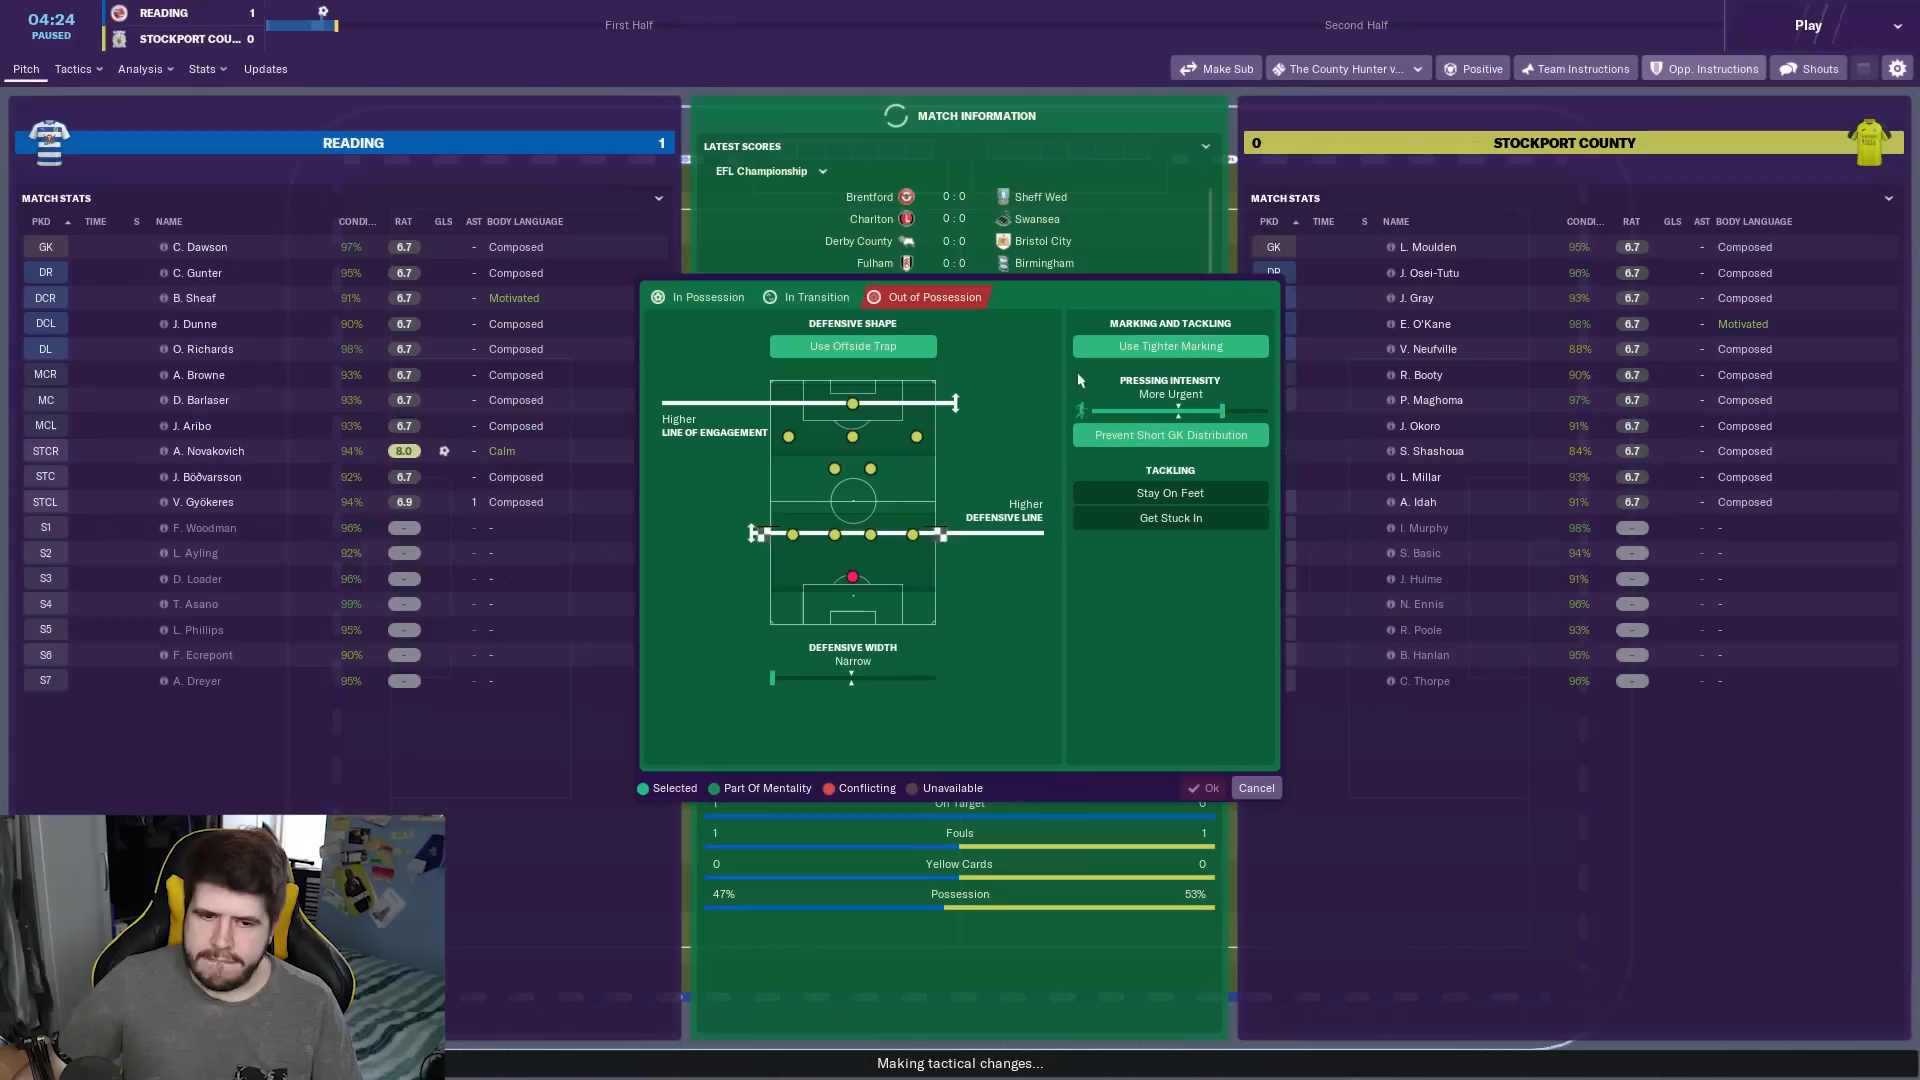 04:24
PAUSED
READING 1
STOCKPORT COU... 0
First Half
Second Half
Play
Pitch Tactics Analysis Stats Updates
Make Sub The County Hunter v... Positive Team Instructions Opp. Instructions Shouts
READING 1
MATCH STATS
PKD TIME S NAME CONDI... RAT GLS AST BODY LANGUAGE
GK C. Dawson 97% 6.7 - Composed
DR C. Gunter 95% 6.7 - Composed
DCR B. Sheaf 91% 6.7 - Motivated
DCL J. Dunne 90% 6.7 - Composed
DL O. Richards 98% 6.7 - Composed
MCR A. Browne 93% 6.7 - Composed
MC D. Barlaser 93% 6.7 - Composed
MCL J. Aribo 93% 6.7 - Composed
STCR A. Novakovich 94% 8.0 - Calm
STC J. Böðvarsson 92% 6.7 - Composed
STCL V. Gyökeres 94% 6.9 1 Composed
S1 F. Woodman 96% - - -
S2 L. Ayling 92% - - -
S3 D. Loader 96% - - -
S4 T. Asano 99% - - -
S5 L. Phillips 95% - - -
S6 F. Ecrepont 90% - - -
S7 A. Dreyer 95% - - -
MATCH INFORMATION
LATEST SCORES
EFL Championship
Brentford 0 : 0 Sheff Wed
Charlton 0 : 0 Swansea
Derby County 0 : 0 Bristol City
Fulham 0 : 0 Birmingham
In Possession In Transition Out of Possession
DEFENSIVE SHAPE
Use Offside Trap
Higher
LINE OF ENGAGEMENT
Higher
DEFENSIVE LINE
DEFENSIVE WIDTH
Narrow
MARKING AND TACKLING
Use Tighter Marking
PRESSING INTENSITY
More Urgent
Prevent Short GK Distribution
TACKLING
Stay On Feet
Get Stuck In
Selected Part Of Mentality Conflicting Unavailable Ok Cancel
1 On Target 0
1 Fouls 1
0 Yellow Cards 0
47% Possession 53%
0 STOCKPORT COUNTY
MATCH STATS
PKD TIME S NAME CONDI... RAT GLS AST BODY LANGUAGE
GK L. Moulden 95% 6.7 - Composed
DR J. Osei-Tutu 96% 6.7 - Composed
J. Gray 93% 6.7 - Composed
E. O'Kane 98% 6.7 - Motivated
V. Neufville 88% 6.7 - Composed
R. Booty 90% 6.7 - Composed
P. Maghoma 97% 6.7 - Composed
J. Okoro 91% 6.7 - Composed
S. Shashoua 84% 6.7 - Composed
L. Millar 93% 6.7 - Composed
A. Idah 91% 6.7 - Composed
I. Murphy 98% - - -
S. Basic 94% - - -
J. Hulme 91% - - -
N. Ennis 96% - - -
R. Poole 93% - - -
B. Hanlan 95% - - -
C. Thorpe 96% - - -
Making tactical changes...